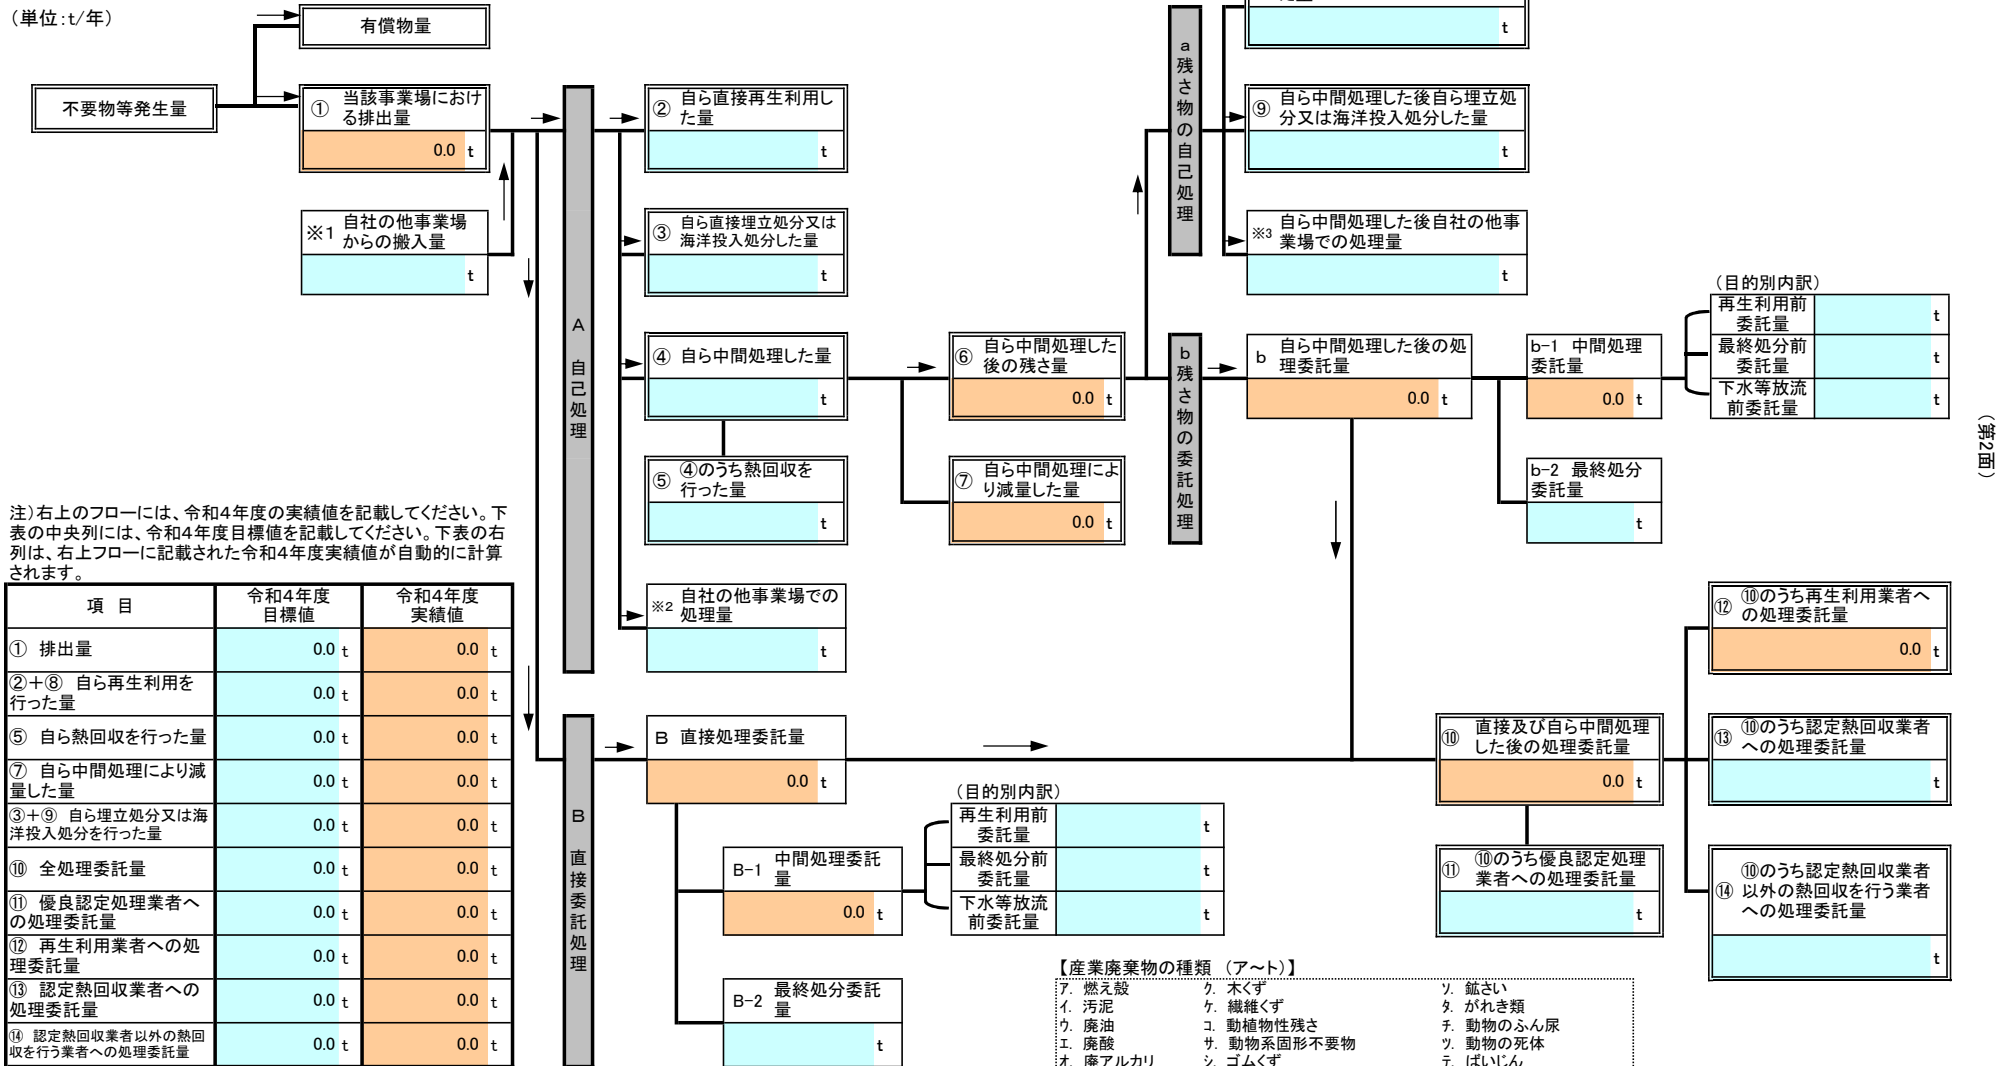 （単位：t/年）
有償物量
不要物等発生量
① 当該事業場におけ
る排出量
0.0 t
※1 自社の他事業場
からの搬入量
t
A 自己処理
② 自ら直接再生利用し
た量
t
③ 自ら直接埋立処分又は
海洋投入処分した量
t
④ 自ら中間処理した量
t
⑤ ④のうち熱回収を
行った量
t
※2 自社の他事業場での
処理量
t
⑥ 自ら中間処理した
後の残さ量
0.0 t
⑦ 自ら中間処理によ
り減量した量
0.0 t
a残さ物の自己処理
t
⑨ 自ら中間処理した後自ら埋立処
分又は海洋投入処分した量
t
※3 自ら中間処理した後自社の他事
業場での処理量
t
b残さ物の委託処理
b 自ら中間処理した後の処
理委託量
0.0 t
b-1 中間処理
委託量
0.0 t
（目的別内訳）
再生利用前
委託量
t
最終処分前
委託量
t
下水等放流
前委託量
t
b-2 最終処分
委託量
t
（第2面）
注）右上のフローには、令和4年度の実績値を記載してください。下
表の中央列には、令和4年度目標値を記載してください。下表の右
列は、右上フローに記載された令和4年度実績値が自動的に計算
されます。
項 目 令和4年度 令和4年度
目標値 実績値
① 排出量 0.0 t 0.0 t
②＋⑧ 自ら再生利用を
行った量 0.0 t 0.0 t
⑤ 自ら熱回収を行った量 0.0 t 0.0 t
⑦ 自ら中間処理により減
量した量 0.0 t 0.0 t
③＋⑨ 自ら埋立処分又は海
洋投入処分を行った量 0.0 t 0.0 t
⑩ 全処理委託量 0.0 t 0.0 t
⑪ 優良認定処理業者へ
の処理委託量 0.0 t 0.0 t
⑫ 再生利用業者への処
理委託量 0.0 t 0.0 t
⑬ 認定熱回収業者への
処理委託量 0.0 t 0.0 t
⑭ 認定熱回収業者以外の熱回
収を行う業者への処理委託量 0.0 t 0.0 t
B 直接委託処理
B 直接処理委託量
0.0 t
B-1 中間処理委託
量
0.0 t
（目的別内訳）
再生利用前
委託量
t
最終処分前
委託量
t
下水等放流
前委託量
t
B-2 最終処分委託
量
t
⑩ 直接及び自ら中間処理
した後の処理委託量
0.0 t
⑪ ⑩のうち優良認定処理
業者への処理委託量
t
⑫ ⑩のうち再生利用業者へ
の処理委託量
0.0 t
⑬ ⑩のうち認定熱回収業者
への処理委託量
t
⑭ ⑩のうち認定熱回収業者
以外の熱回収を行う業者
への処理委託量
t
【産業廃棄物の種類 （ア～ト）】
ｱ. 燃え殻 ｸ. 木くず ｿ. 鉱さい
ｲ. 汚泥 ｹ. 繊維くず ﾀ. がれき類
ｳ. 廃油 ｺ. 動植物性残さ ﾁ. 動物のふん尿
ｴ. 廃酸 ｻ. 動物系固形不要物 ﾂ. 動物の死体
ｵ. 廃アルカリ ｼ. ゴムくず ﾃ. ばいじん